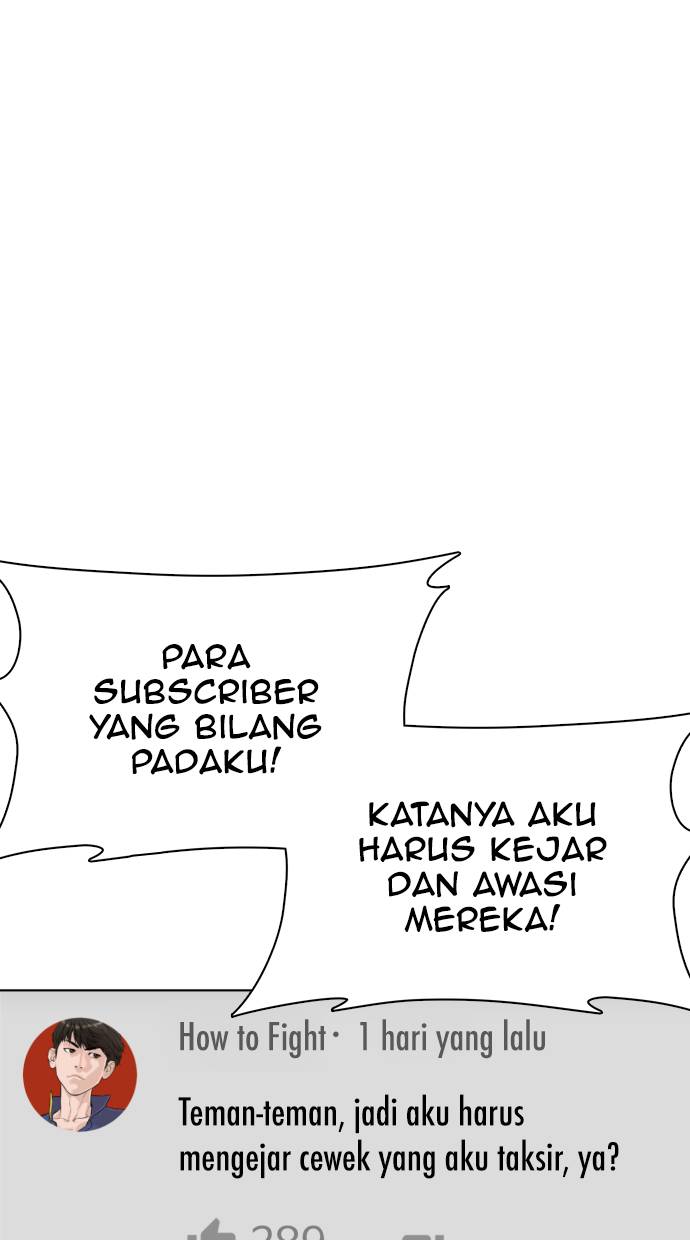 PARA
SUBSCRIBER
YANG BILANG
PADAKU!
KATANYA AKU
HARUS KEJAR
DAN AWASI
MEREKA!
How to Fight · 1 hari yang lalu
Teman-teman, jadi aku harus
mengejar cewek yang aku taksir, ya?
289